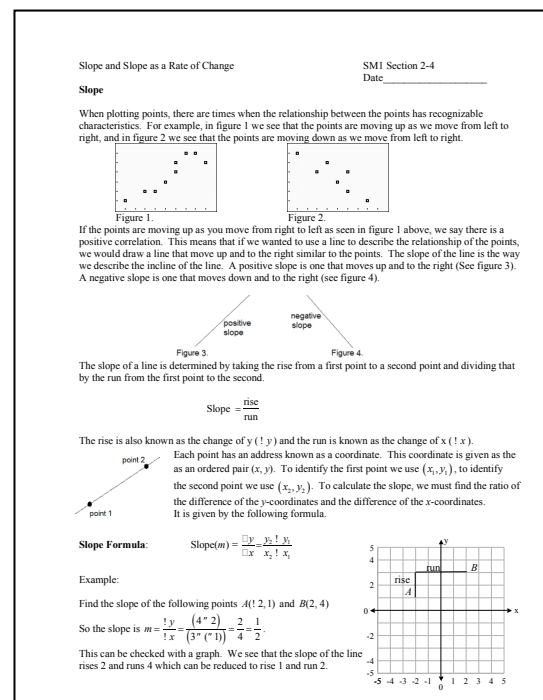 Slope and Slope as a Rate of Change SM1 Section 2-4
Date____________________
Slope
When plotting points, there are times when the relationship between the points has recognizable
characteristics. For example, in figure 1 we see that the points are moving up as we move from left to
right, and in figure 2 we see that the points are moving down as we move from left to right.
Figure 1. Figure 2.
If the points are moving up as you move from right to left as seen in figure 1 above, we say there is a
positive correlation. This means that if we wanted to use a line to describe the relationship of the points,
we would draw a line that move up and to the right similar to the points. The slope of the line is the way
we describe the incline of the line. A positive slope is one that moves up and to the right (See figure 3).
A negative slope is one that moves down and to the right (see figure 4).
positive slope
negative slope
Figure 3. Figure 4.
The slope of a line is determined by taking the rise from a first point to a second point and dividing that
by the run from the first point to the second.
Slope = rise/run
The rise is also known as the change of y ( ! y ) and the run is known as the change of x ( ! x ).
point 2
point 1
Each point has an address known as a coordinate. This coordinate is given as the
as an ordered pair (x, y). To identify the first point we use (x₁, y₁), to identify
the second point we use (x₂, y₂). To calculate the slope, we must find the ratio of
the difference of the y-coordinates and the difference of the x-coordinates.
It is given by the following formula.
Slope Formula: Slope(m) = □y/□x = y₂ ! y₁/x₂ ! x₁
Example:
Find the slope of the following points A(! 2, 1) and B(2, 4)
So the slope is m = ! y/! x = (4 " 2)/(3 " (" 1)) = 2/4 = 1/2.
This can be checked with a graph. We see that the slope of the line
rises 2 and runs 4 which can be reduced to rise 1 and run 2.
y
5
4
2
0
-2
-4
-5
run B
rise
A
x
-5 -4 -3 -2 -1 1 2 3 4 5
0